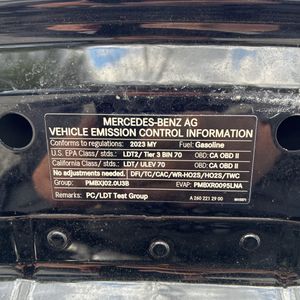 MERCEDES-BENZ AG
VEHICLE EMISSION CONTROL INFORMATION
Conforms to regulations: 2023 MY Fuel: Gasoline
U.S. EPA Class/ stds.: LDT2/ Tier 3 BIN 70 OBD: CA OBD II
California Class/ stds.: LDT/ ULEV 70 OBD: CA OBD II
No adjustments needed. DFI/TC/CAC/WR-HO2S/HO2S/TWC
Group: PMBXJ02.0U3B EVAP: PMBXR0095LNA
Remarks: PC/LDT Test Group A 260 221 29 00